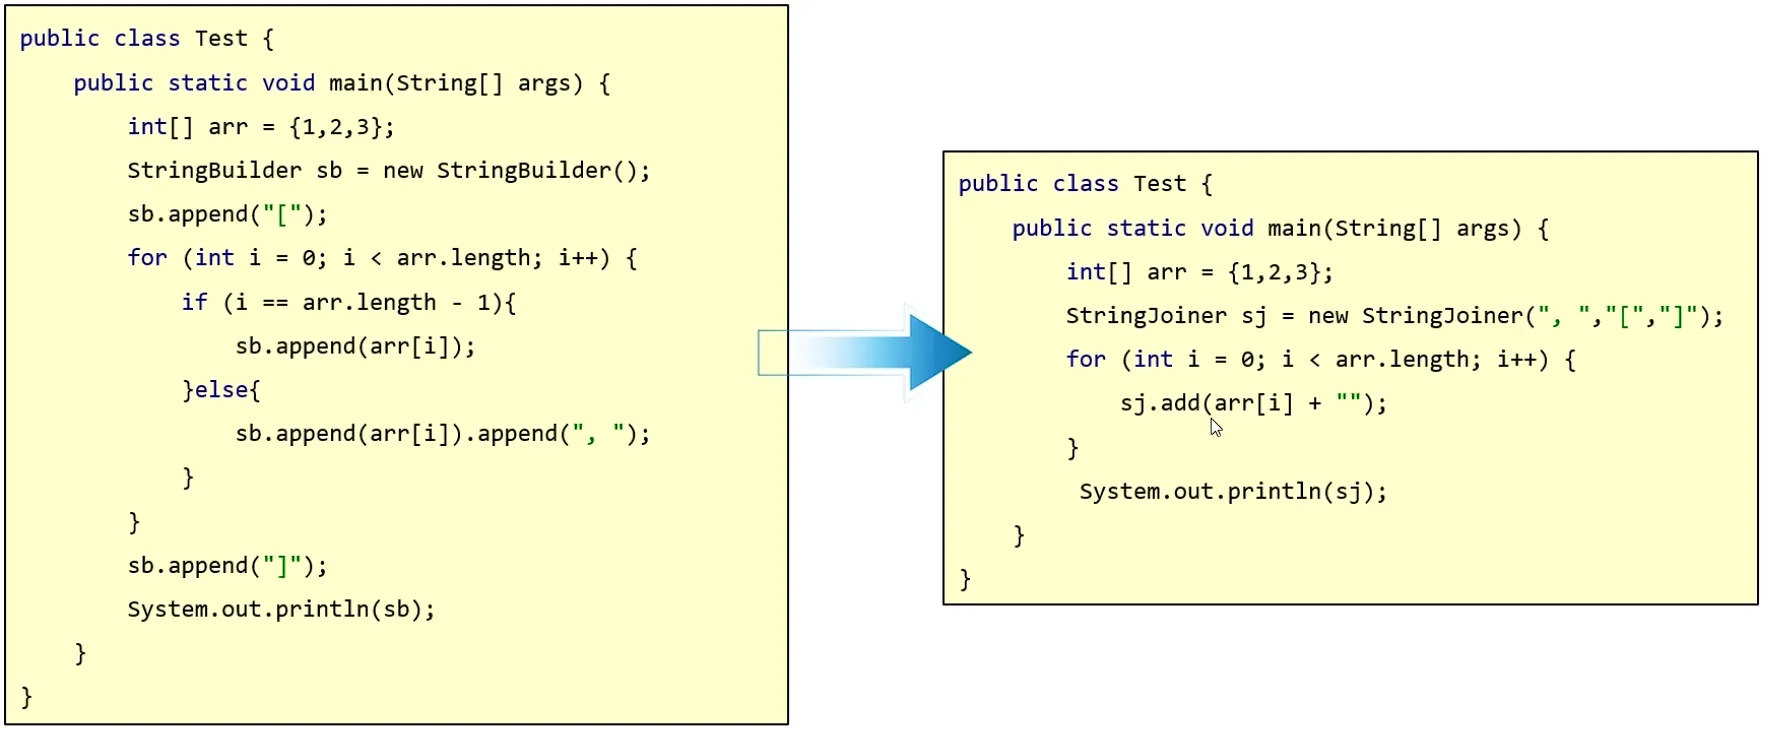 public class Test {
public static void main(String[] args) {
int[] arr = {1,2,3};
StringBuilder sb = new StringBuilder();
sb.append("[");
for (int i = 0; i < arr.length; i++) {
if (i == arr.length - 1){
sb.append(arr[i]);
}else{
sb.append(arr[i]).append(", ");
}
}
sb.append("]");
System.out.println(sb);
}
}
public class Test {
public static void main(String[] args) {
int[] arr = {1,2,3};
StringJoiner sj = new StringJoiner(", ","[","]");
for (int i = 0; i < arr.length; i++) {
sj.add(arr[i] + "");
}
System.out.println(sj);
}
}